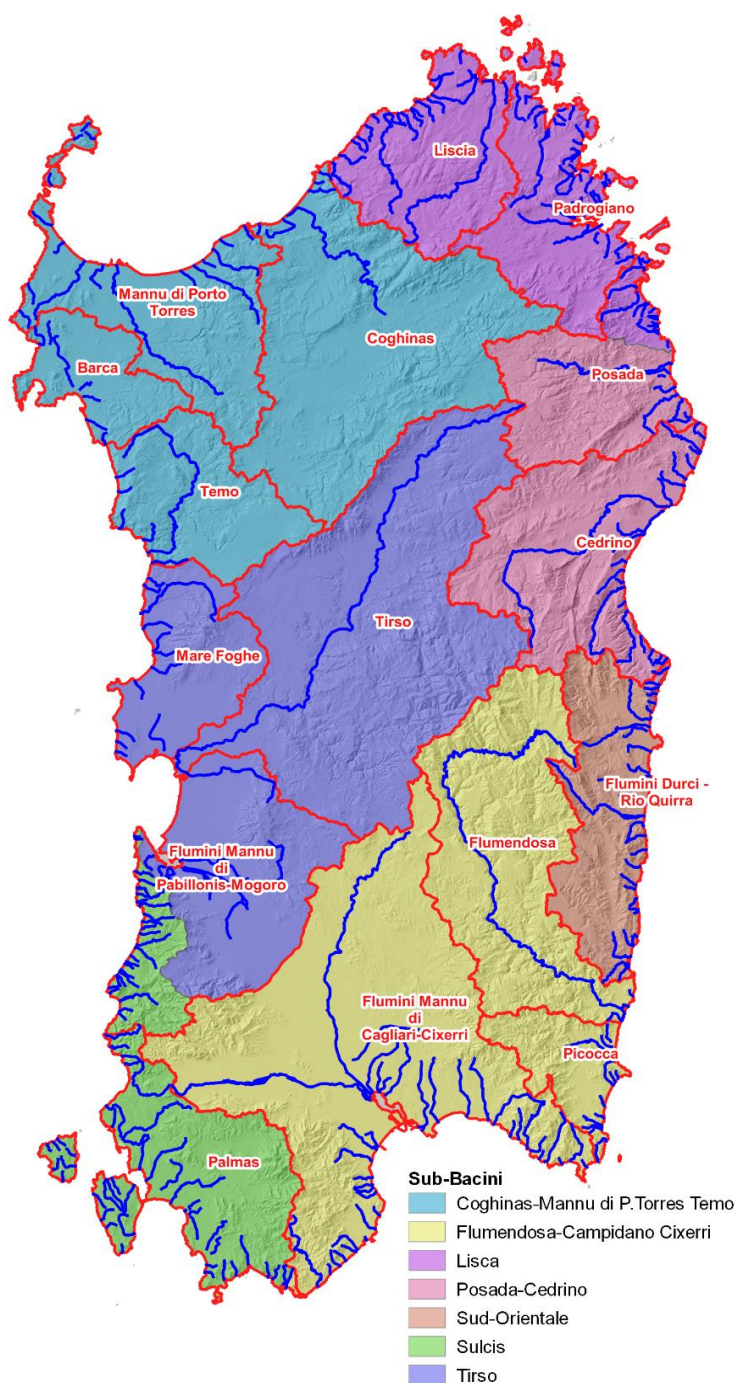 Liscia
Padrogiano
Mannu di Porto
Torres
Coghinas
Barca
Posada
Temo
Cedrino
Tirso
Mare Foghe
Flumini Durci -
Rio Quirra
Flumendosa
Flumini Mannu
di
Pabillonis-Mogoro
Flumini Mannu
di
Cagliari-Cixerri
Picocca
Palmas
Sub-Bacini
Coghinas-Mannu di P.Torres Temo
Flumendosa-Campidano Cixerri
Lisca
Posada-Cedrino
Sud-Orientale
Sulcis
Tirso